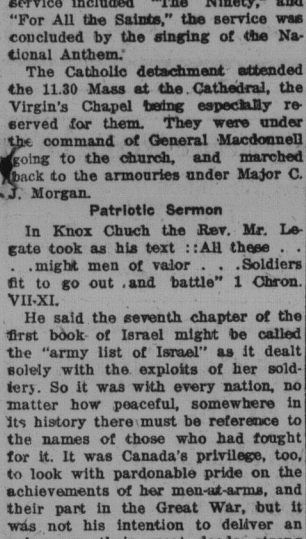 service included "The Ninety," and
"For All the Saints," the service was
concluded by the singing of the Na-
tional Anthem.
The Catholic detachment attended
the 11.30 Mass at the Cathedral, the
Virgin's Chapel being especially re-
served for them. They were under
the command of General Macdonnell
going to the church, and marched
back to the armouries under Major C.
J. Morgan.
Patriotic Sermon
In Knox Chuch the Rev. Mr. Le-
gate took as his text ::All these . .
. .might men of valor . . .Soldiers
fit to go out .and battle" 1 Chron.
VII-XI.
He said the seventh chapter of the
first book of Israel might be called
the "army list of Israel" as it dealt
solely with the exploits of her sold-
iers. So it was with every nation, no
matter how peaceful, somewhere in
its history there must be reference to
the names of those who had fought
for it. It was Canada's privilege, too,
to look with pardonable pride on the
achievements of her men-at-arms, and
their part in the Great War, but it
was not his intention to deliver an